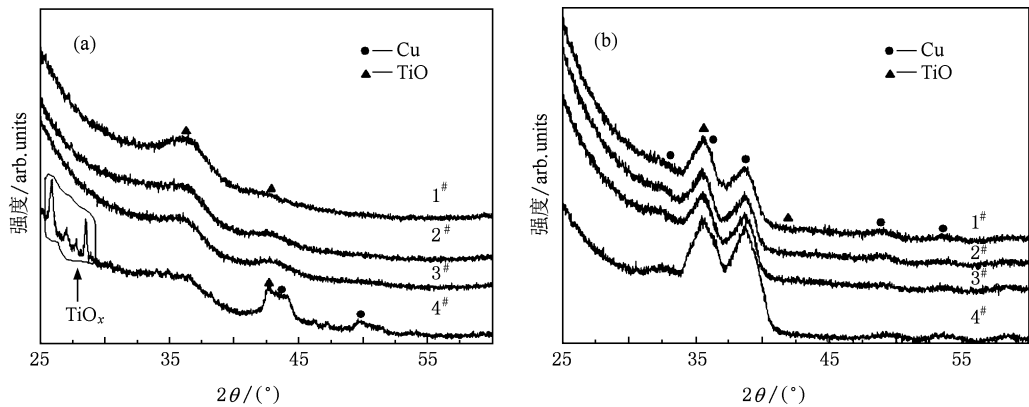 (a)
● — Cu
▲ — TiO
强度/arb.units
1#
2#
3#
4#
TiOx
25 35 45 55
2θ/(°)
(b)
● — Cu
▲ — TiO
强度/arb.units
1#
2#
3#
4#
25 35 45 55
2θ/(°)